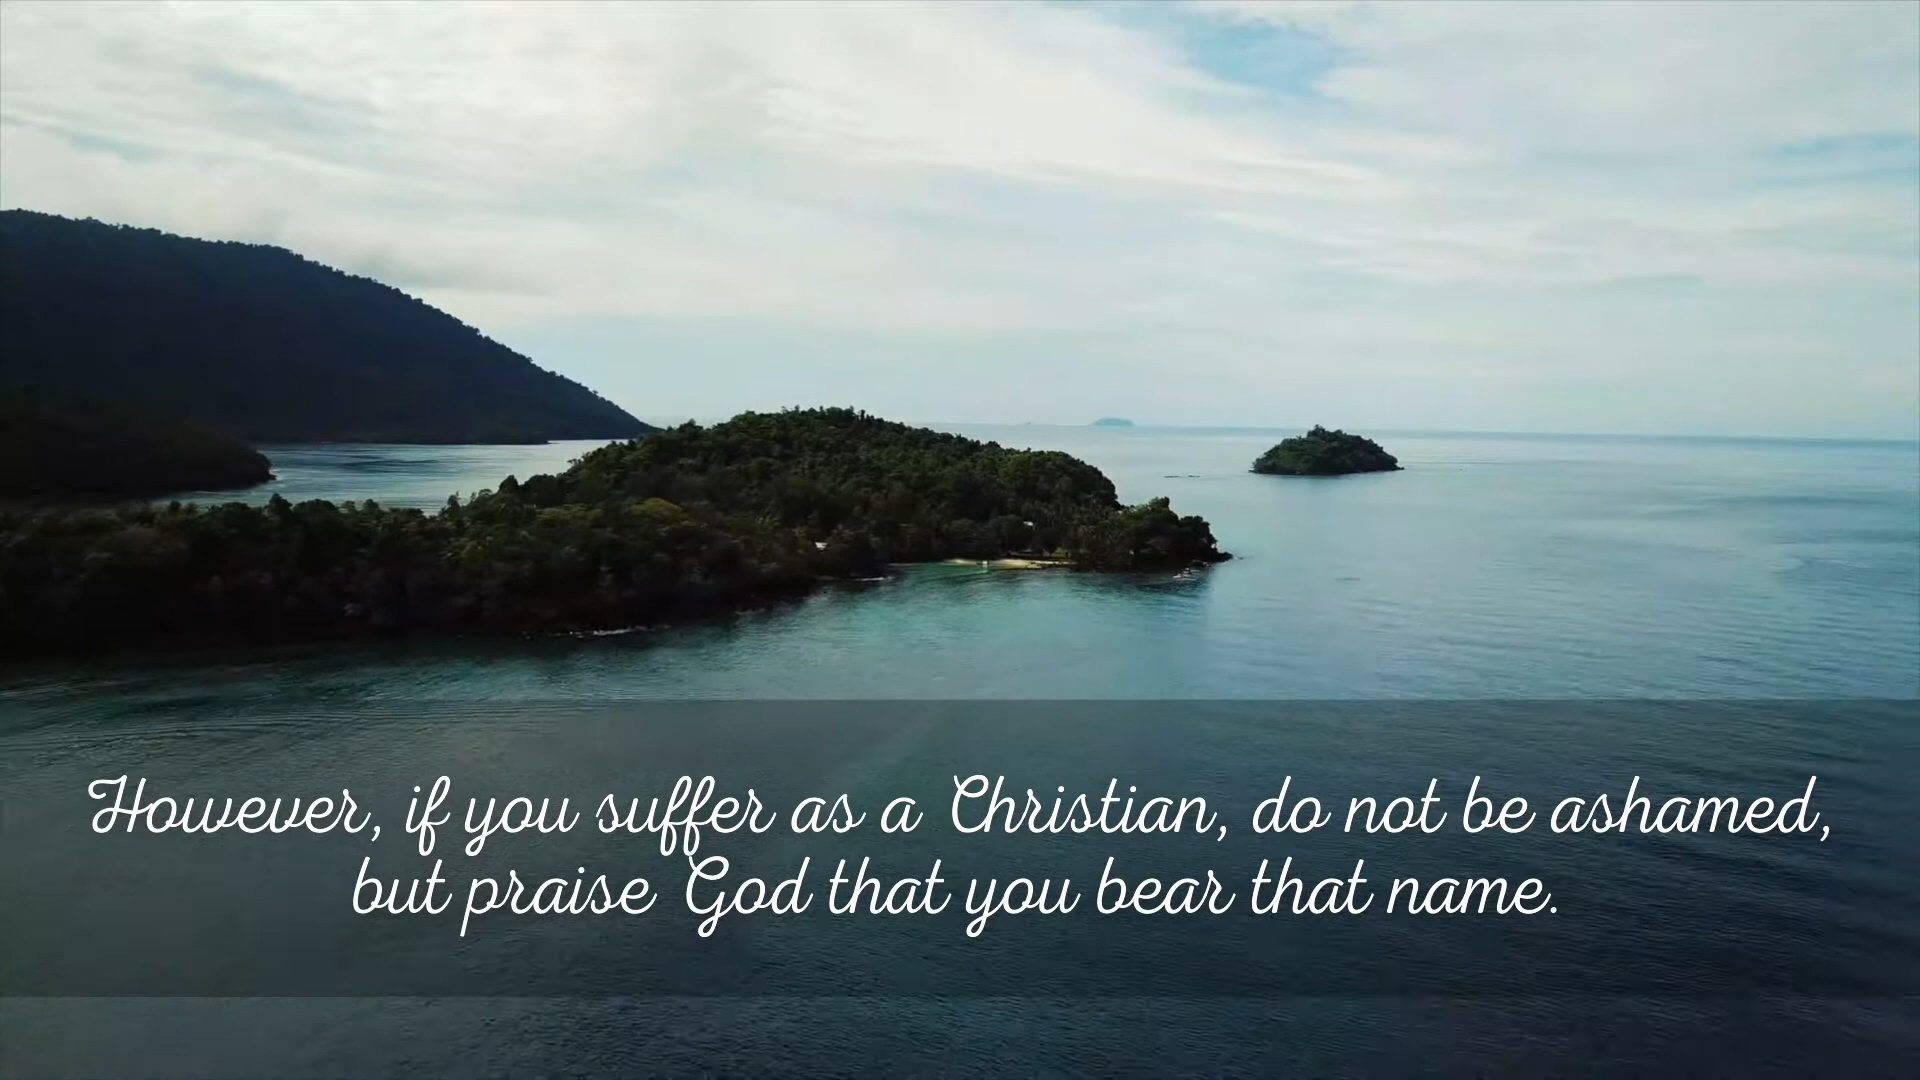 However, if you suffer as a Christian, do not be ashamed,
but praise God that you bear that name.